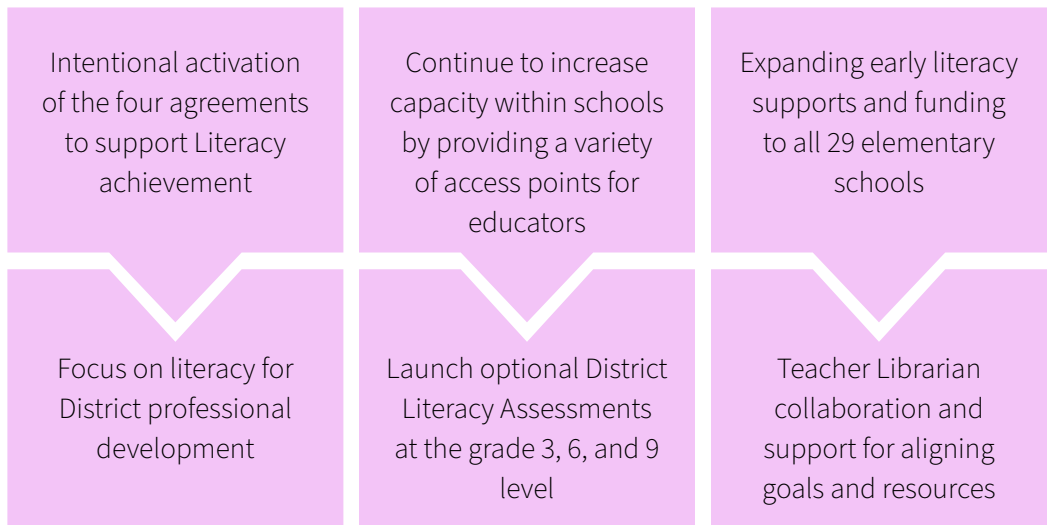 Intentional activation
of the four agreements
to support Literacy
achievement
Continue to increase
capacity within schools
by providing a variety
of access points for
educators
Expanding early literacy
supports and funding
to all 29 elementary
schools
Focus on literacy for
District professional
development
Launch optional District
Literacy Assessments
at the grade 3, 6, and 9
level
Teacher Librarian
collaboration and
support for aligning
goals and resources